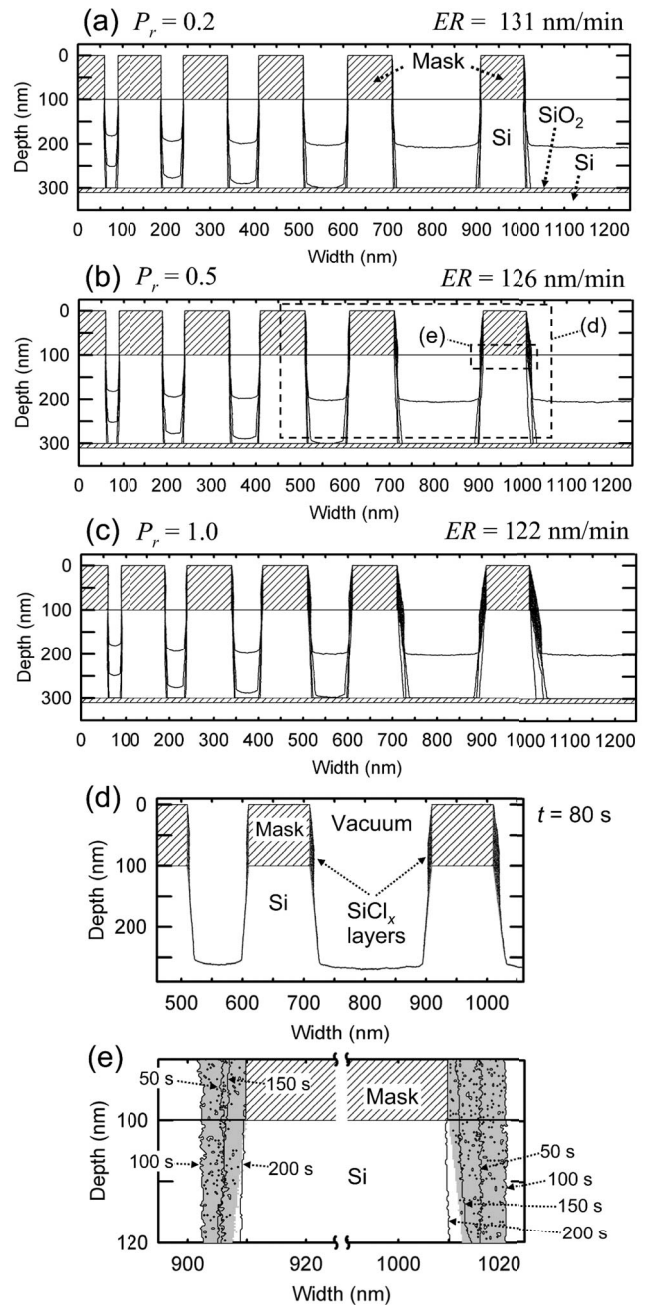 (a) Pr = 0.2 ER = 131 nm/min
Depth (nm)
0
100
200
300
Mask
SiO2
Si
Si
0 100 200 300 400 500 600 700 800 900 1000 1100 1200
Width (nm)
(b) Pr = 0.5 ER = 126 nm/min
Depth (nm)
0
100
200
300
(e)
(d)
0 100 200 300 400 500 600 700 800 900 1000 1100 1200
Width (nm)
(c) Pr = 1.0 ER = 122 nm/min
Depth (nm)
0
100
200
300
0 100 200 300 400 500 600 700 800 900 1000 1100 1200
Width (nm)
(d)
Depth (nm)
0
100
200
Mask Vacuum
t = 80 s
Si
SiClx
layers
500 600 700 800 900 1000
Width (nm)
(e)
Depth (nm)
50 s
150 s
Mask
100
50 s
100 s
200 s
Si
100 s
150 s
200 s
120
900 920 1000 1020
Width (nm)